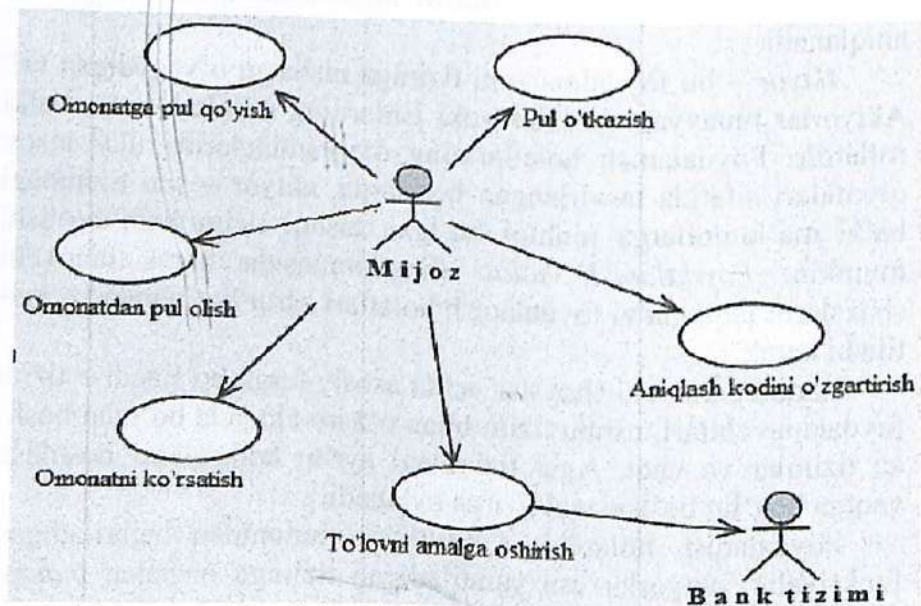 Omonatga pul qo'yish
Pul o'tkazish
Mijoz
Omonatdan pul olish
Aniqlash kodini o'zgartirish
Omonatni ko'rsatish
To'lovni amalga oshirish
Bank tizimi